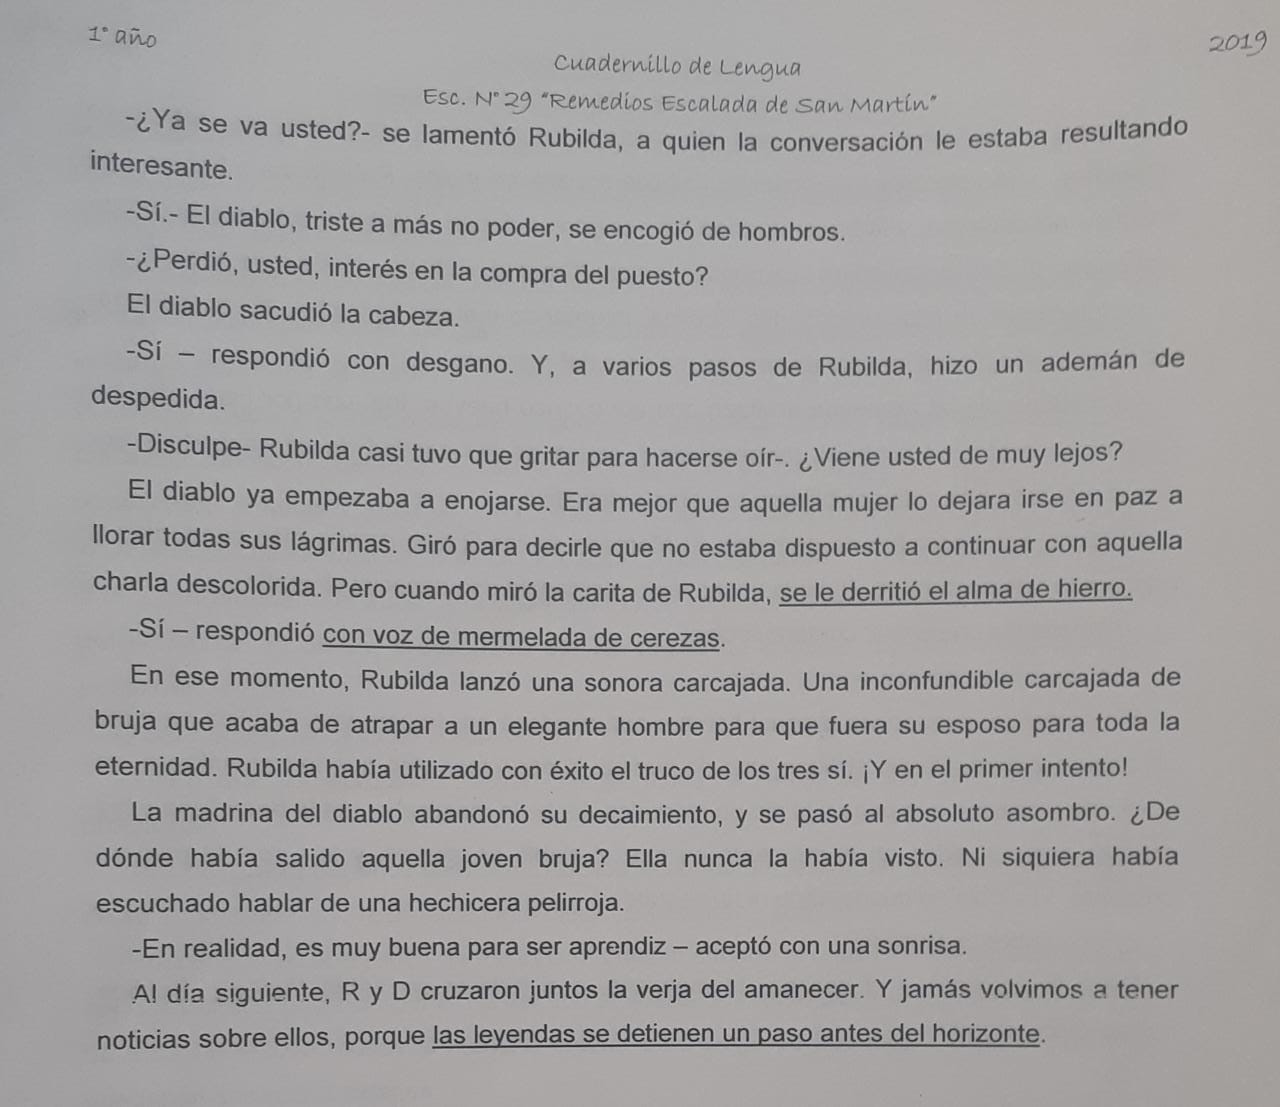 1° año
2019
Cuadernillo de Lengua
Esc. N° 29 "Remedios Escalada de San Martín"
-¿Ya se va usted?- se lamentó Rubilda, a quien la conversación le estaba resultando
interesante.
-Sí.- El diablo, triste a más no poder, se encogió de hombros.
-¿Perdió, usted, interés en la compra del puesto?
El diablo sacudió la cabeza.
-Sí – respondió con desgano. Y, a varios pasos de Rubilda, hizo un ademán de
despedida.
-Disculpe- Rubilda casi tuvo que gritar para hacerse oír-. ¿Viene usted de muy lejos?
El diablo ya empezaba a enojarse. Era mejor que aquella mujer lo dejara irse en paz a
llorar todas sus lágrimas. Giró para decirle que no estaba dispuesto a continuar con aquella
charla descolorida. Pero cuando miró la carita de Rubilda, se le derritió el alma de hierro.
-Sí – respondió con voz de mermelada de cerezas.
En ese momento, Rubilda lanzó una sonora carcajada. Una inconfundible carcajada de
bruja que acaba de atrapar a un elegante hombre para que fuera su esposo para toda la
eternidad. Rubilda había utilizado con éxito el truco de los tres sí. ¡Y en el primer intento!
La madrina del diablo abandonó su decaimiento, y se pasó al absoluto asombro. ¿De
dónde había salido aquella joven bruja? Ella nunca la había visto. Ni siquiera había
escuchado hablar de una hechicera pelirroja.
-En realidad, es muy buena para ser aprendiz – aceptó con una sonrisa.
Al día siguiente, R y D cruzaron juntos la verja del amanecer. Y jamás volvimos a tener
noticias sobre ellos, porque las leyendas se detienen un paso antes del horizonte.